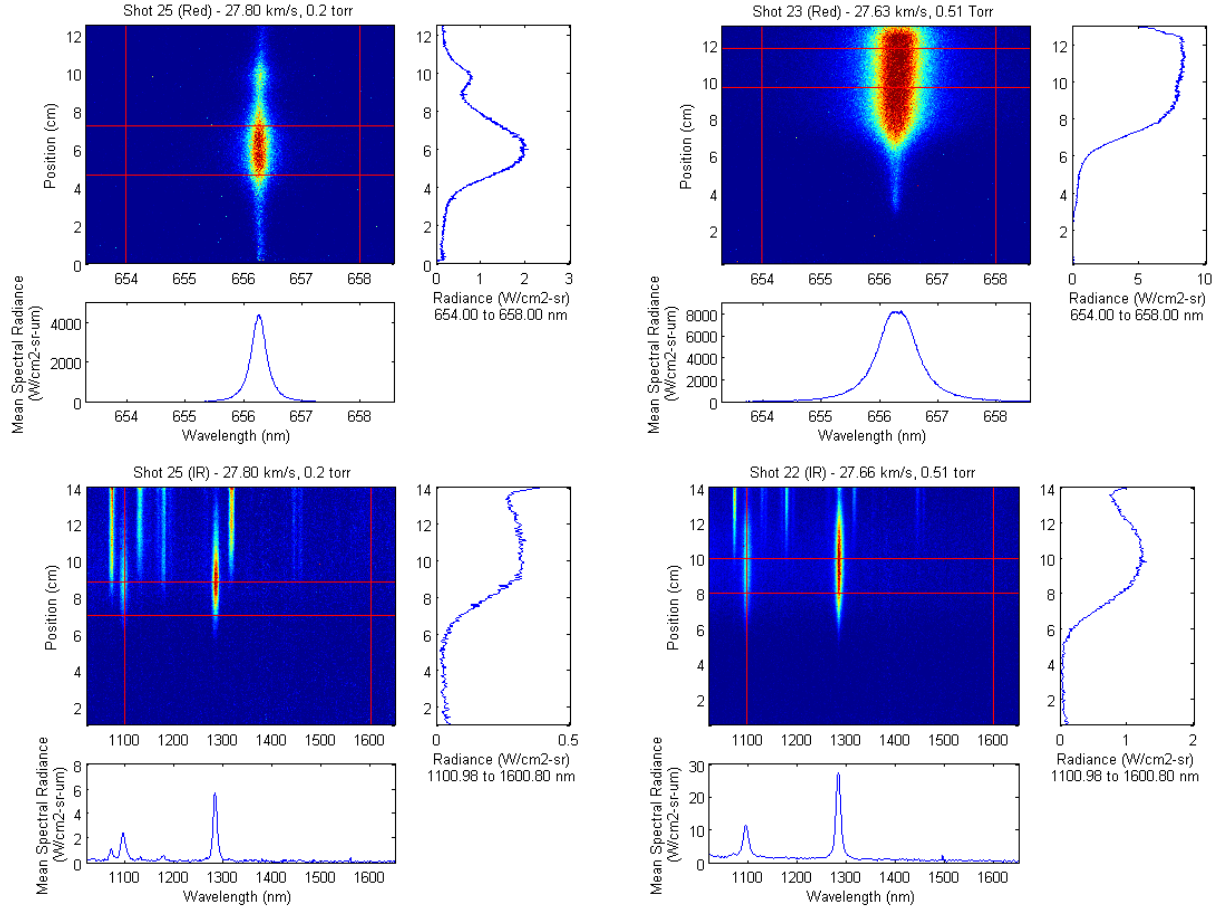 Shot 25 (Red) - 27.80 km/s, 0.2 torr
12
10
8
6
4
2
0
Position (cm)
654 655 656 657 658
12
10
8
6
4
2
0
0 1 2 3
Radiance (W/cm2-sr)
654.00 to 658.00 nm
Mean Spectral Radiance
(W/cm2-sr-um)
4000
2000
0
654 655 656 657 658
Wavelength (nm)
Shot 23 (Red) - 27.63 km/s, 0.51 Torr
12
10
8
6
4
2
Position (cm)
654 655 656 657 658
12
10
8
6
4
2
0 5 10
Radiance (W/cm2-sr)
654.00 to 658.00 nm
Mean Spectral Radiance
(W/cm2-sr-um)
8000
6000
4000
2000
0
654 655 656 657 658
Wavelength (nm)
Shot 25 (IR) - 27.80 km/s, 0.2 torr
14
12
10
8
6
4
2
Position (cm)
1100 1200 1300 1400 1500 1600
14
12
10
8
6
4
2
0 0.5
Radiance (W/cm2-sr)
1100.98 to 1600.80 nm
Mean Spectral Radiance
(W/cm2-sr-um)
8
6
4
2
0
1100 1200 1300 1400 1500 1600
Wavelength (nm)
Shot 22 (IR) - 27.66 km/s, 0.51 torr
14
12
10
8
6
4
2
Position (cm)
1100 1200 1300 1400 1500 1600
14
12
10
8
6
4
2
0 1 2
Radiance (W/cm2-sr)
1100.98 to 1600.80 nm
Mean Spectral Radiance
(W/cm2-sr-um)
30
20
10
0
1100 1200 1300 1400 1500 1600
Wavelength (nm)